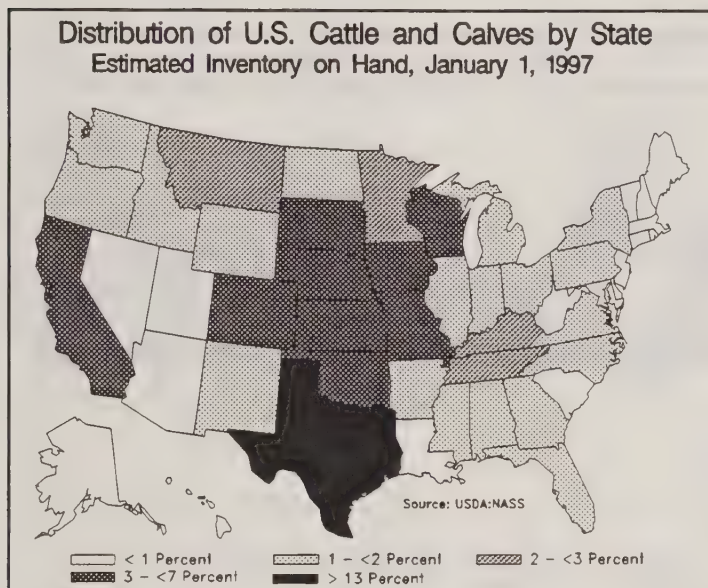 Distribution of U.S. Cattle and Calves by State
Estimated Inventory on Hand, January 1, 1997
Source: USDA:NASS
< 1 Percent 1 - <2 Percent 2 - <3 Percent
3 - <7 Percent > 13 Percent